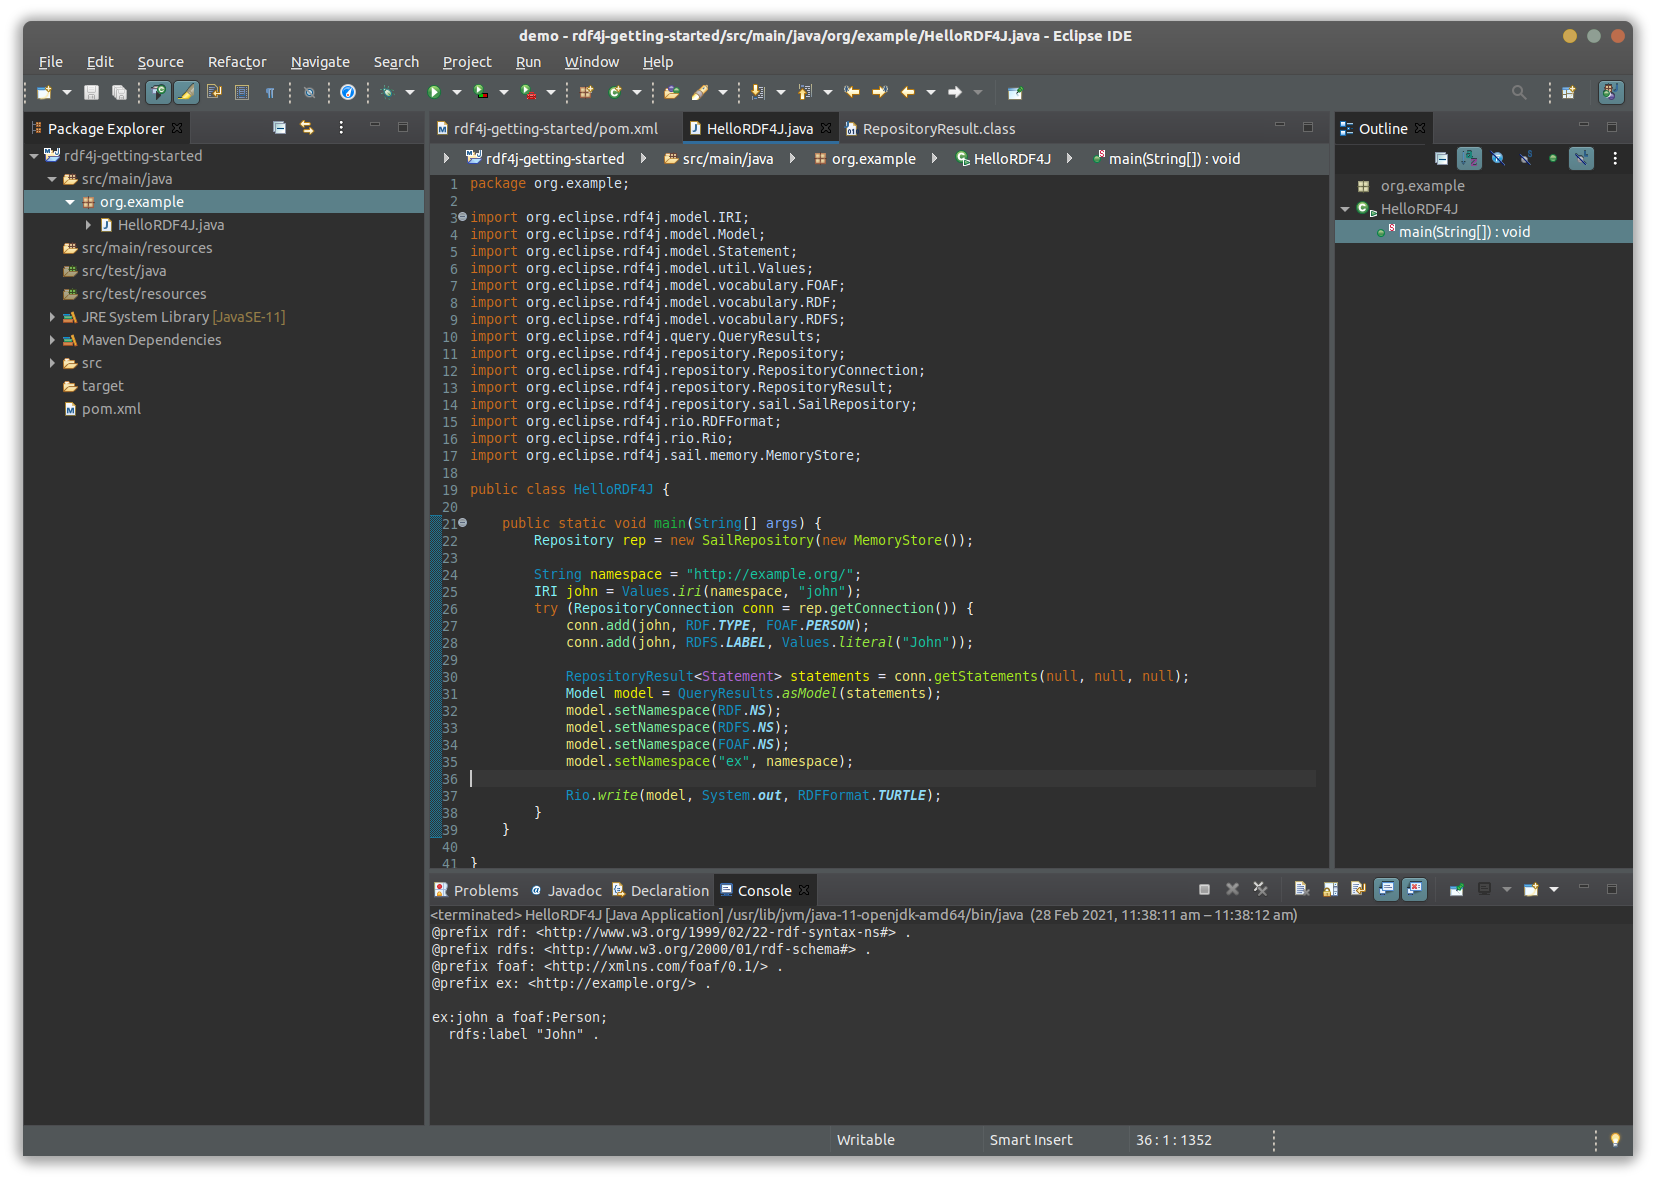 demo - rdf4j-getting-started/src/main/java/org/example/HelloRDF4J.java - Eclipse IDE
File Edit Source Refactor Navigate Search Project Run Window Help
Package Explorer
rdf4j-getting-started
src/main/java
org.example
HelloRDF4J.java
src/main/resources
src/test/java
src/test/resources
JRE System Library [JavaSE-11]
Maven Dependencies
src
target
pom.xml
rdf4j-getting-started/pom.xml HelloRDF4J.java RepositoryResult.class
rdf4j-getting-started src/main/java org.example HelloRDF4J main(String[]) : void
1 package org.example;
2
3 import org.eclipse.rdf4j.model.IRI;
4 import org.eclipse.rdf4j.model.Model;
5 import org.eclipse.rdf4j.model.Statement;
6 import org.eclipse.rdf4j.model.util.Values;
7 import org.eclipse.rdf4j.model.vocabulary.FOAF;
8 import org.eclipse.rdf4j.model.vocabulary.RDF;
9 import org.eclipse.rdf4j.model.vocabulary.RDFS;
10 import org.eclipse.rdf4j.query.QueryResults;
11 import org.eclipse.rdf4j.repository.Repository;
12 import org.eclipse.rdf4j.repository.RepositoryConnection;
13 import org.eclipse.rdf4j.repository.RepositoryResult;
14 import org.eclipse.rdf4j.repository.sail.SailRepository;
15 import org.eclipse.rdf4j.rio.RDFFormat;
16 import org.eclipse.rdf4j.rio.Rio;
17 import org.eclipse.rdf4j.sail.memory.MemoryStore;
18
19 public class HelloRDF4J {
20
21     public static void main(String[] args) {
22         Repository rep = new SailRepository(new MemoryStore());
23
24         String namespace = "http://example.org/";
25         IRI john = Values.iri(namespace, "john");
26         try (RepositoryConnection conn = rep.getConnection()) {
27             conn.add(john, RDF.TYPE, FOAF.PERSON);
28             conn.add(john, RDFS.LABEL, Values.literal("John"));
29
30             RepositoryResult<Statement> statements = conn.getStatements(null, null, null);
31             Model model = QueryResults.asModel(statements);
32             model.setNamespace(RDF.NS);
33             model.setNamespace(RDFS.NS);
34             model.setNamespace(FOAF.NS);
35             model.setNamespace("ex", namespace);
36
37             Rio.write(model, System.out, RDFFormat.TURTLE);
38         }
39     }
40
41 }
Outline
org.example
HelloRDF4J
main(String[]) : void
Problems Javadoc Declaration Console
<terminated> HelloRDF4J [Java Application] /usr/lib/jvm/java-11-openjdk-amd64/bin/java (28 Feb 2021, 11:38:11 am – 11:38:12 am)
@prefix rdf: <http://www.w3.org/1999/02/22-rdf-syntax-ns#> .
@prefix rdfs: <http://www.w3.org/2000/01/rdf-schema#> .
@prefix foaf: <http://xmlns.com/foaf/0.1/> .
@prefix ex: <http://example.org/> .
ex:john a foaf:Person;
  rdfs:label "John" .
Writable Smart Insert 36 : 1 : 1352